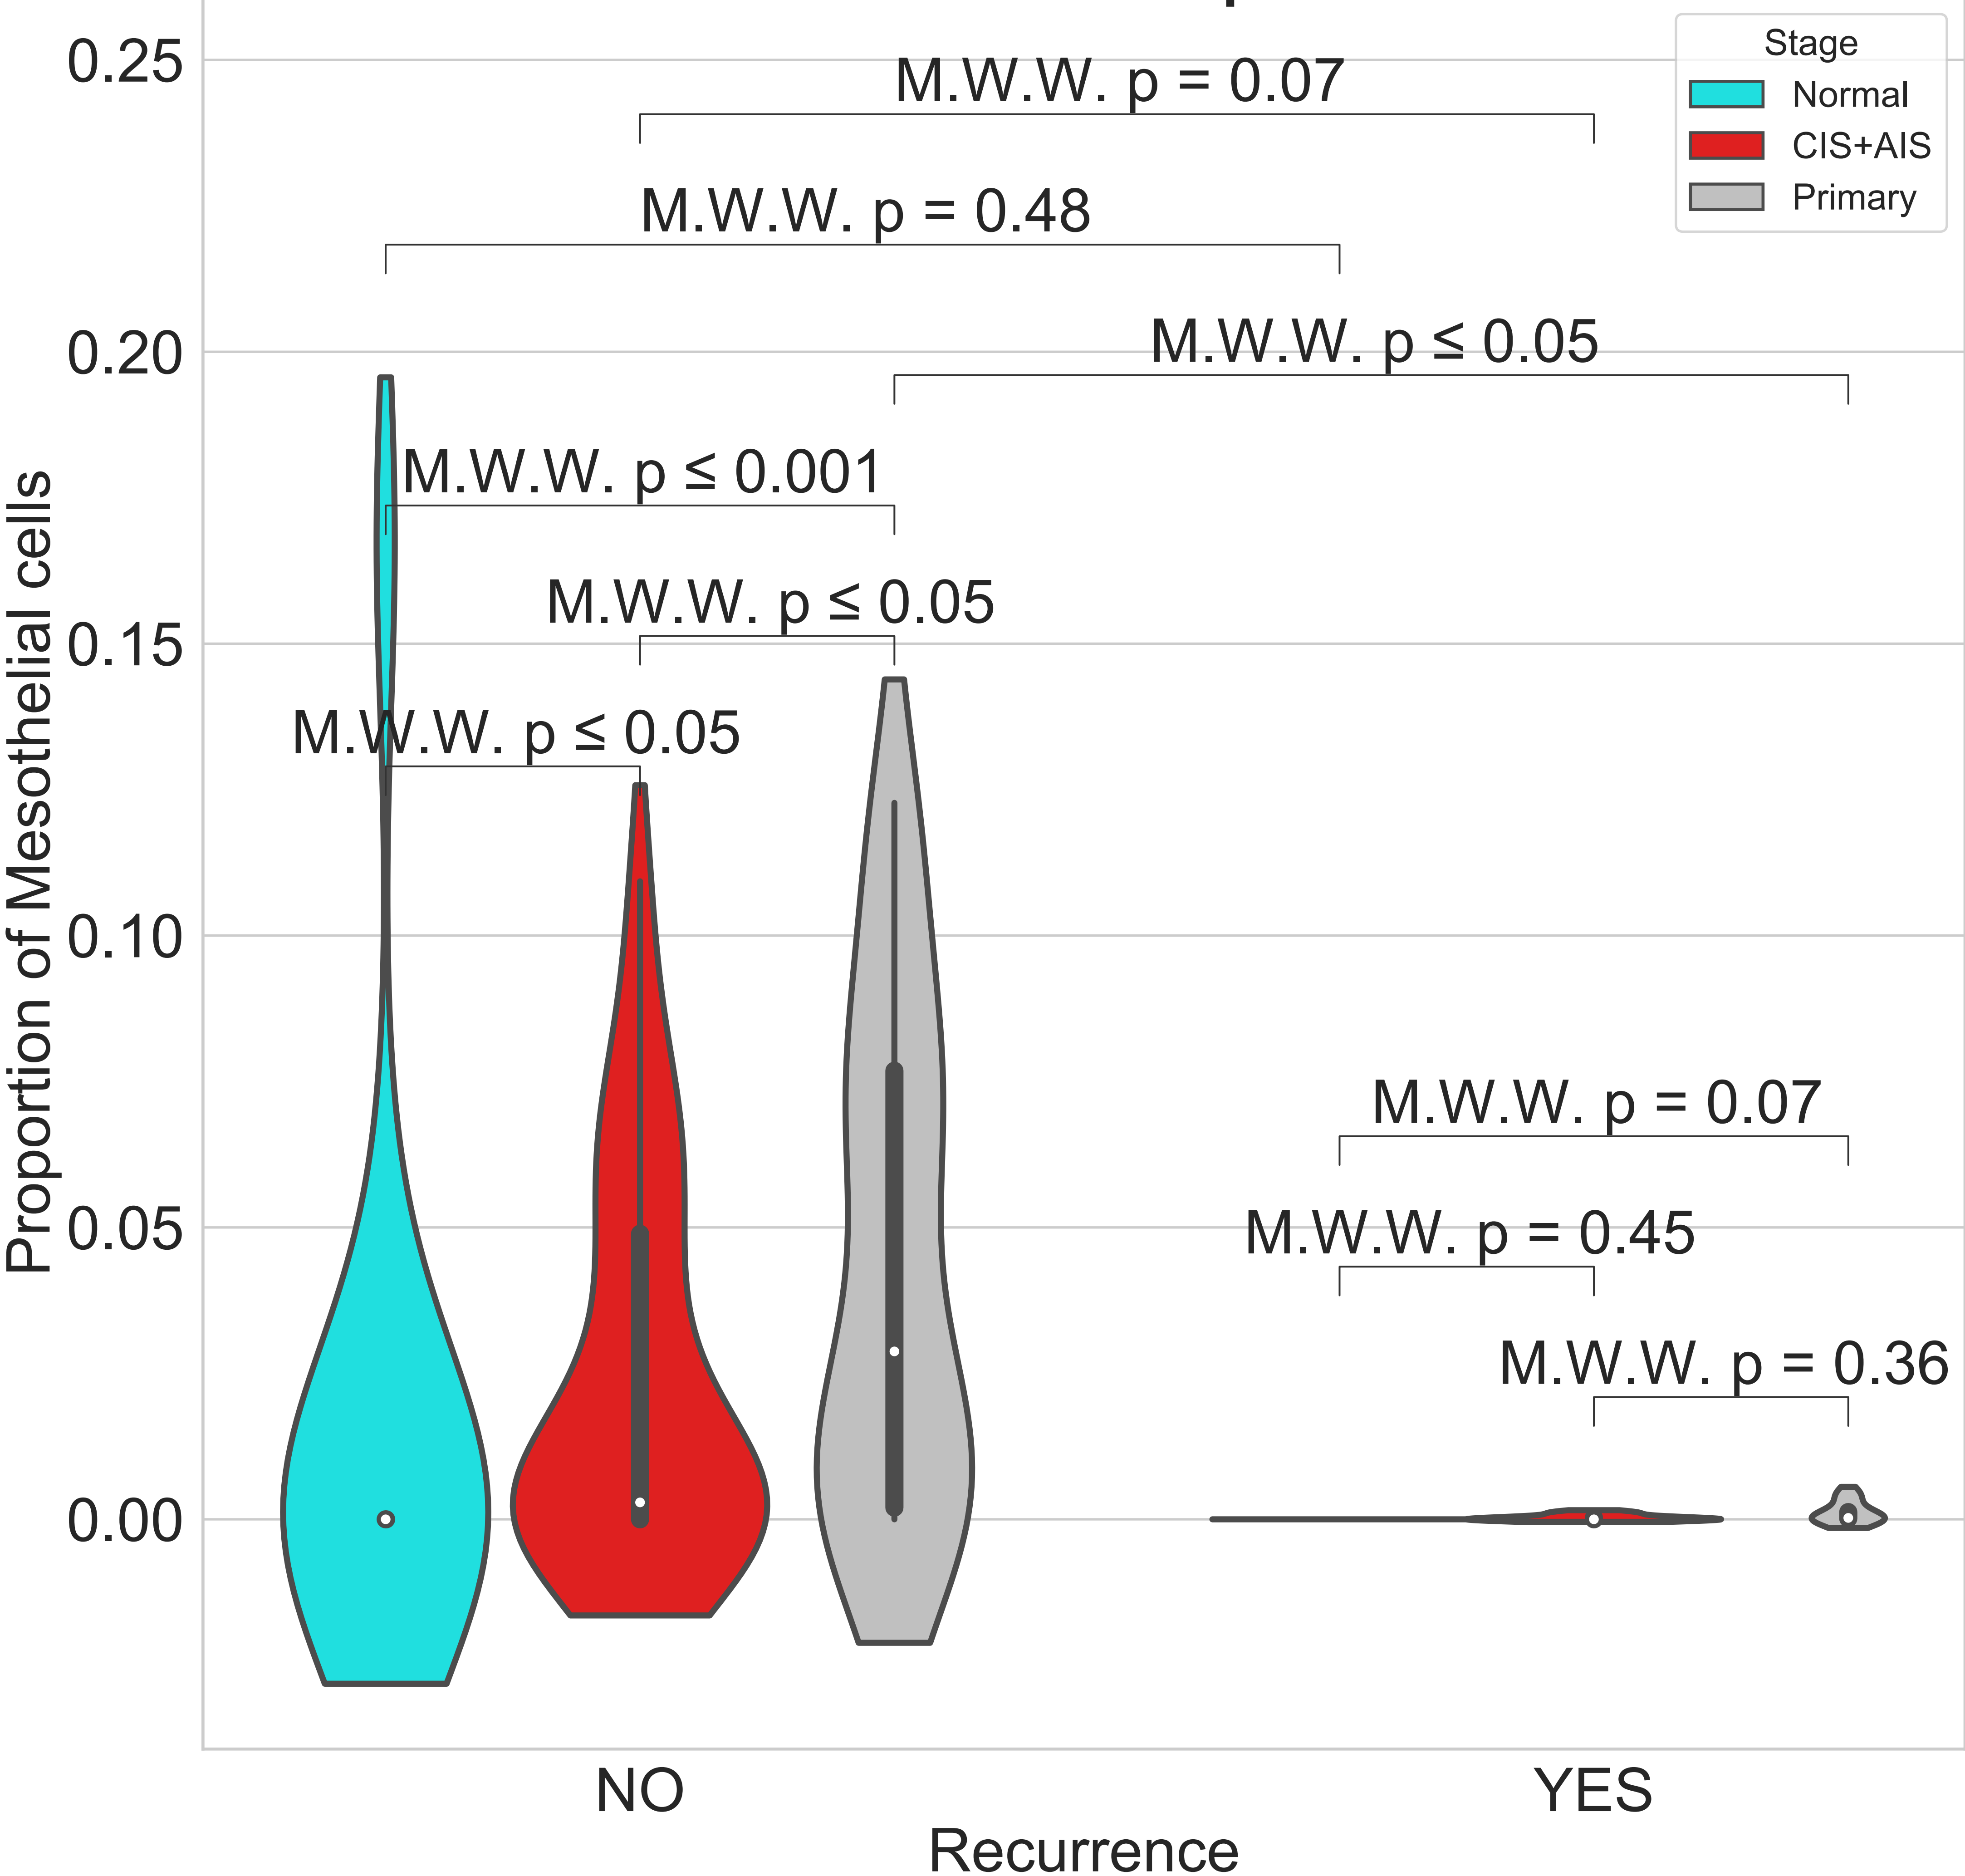 0.25
0.20
0.15
0.10
0.05
0.00
Proportion of Mesothelial cells
M.W.W. p = 0.07
M.W.W. p = 0.48
M.W.W. p ≤ 0.05
M.W.W. p ≤ 0.001
M.W.W. p ≤ 0.05
M.W.W. p ≤ 0.05
M.W.W. p = 0.07
M.W.W. p = 0.45
M.W.W. p = 0.36
Stage
Normal
CIS+AIS
Primary
NO
YES
Recurrence